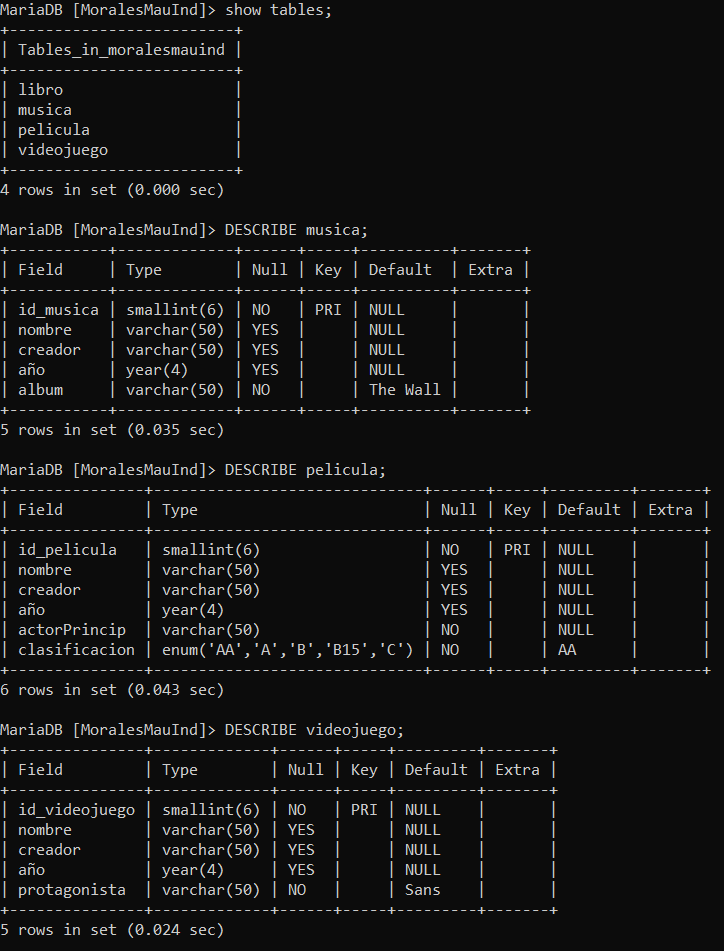 MariaDB [MoralesMauInd]> show tables;
+-------------------------+
| Tables_in_moralesmauind |
+-------------------------+
| libro                   |
| musica                  |
| pelicula                |
| videojuego              |
+-------------------------+
4 rows in set (0.000 sec)

MariaDB [MoralesMauInd]> DESCRIBE musica;
+-----------+-------------+------+-----+----------+-------+
| Field     | Type        | Null | Key | Default  | Extra |
+-----------+-------------+------+-----+----------+-------+
| id_musica | smallint(6) | NO   | PRI | NULL     |       |
| nombre    | varchar(50) | YES  |     | NULL     |       |
| creador   | varchar(50) | YES  |     | NULL     |       |
| año       | year(4)     | YES  |     | NULL     |       |
| album     | varchar(50) | NO   |     | The Wall |       |
+-----------+-------------+------+-----+----------+-------+
5 rows in set (0.035 sec)

MariaDB [MoralesMauInd]> DESCRIBE pelicula;
+---------------+------------------------------+------+-----+---------+-------+
| Field         | Type                         | Null | Key | Default | Extra |
+---------------+------------------------------+------+-----+---------+-------+
| id_pelicula   | smallint(6)                  | NO   | PRI | NULL    |       |
| nombre        | varchar(50)                  | YES  |     | NULL    |       |
| creador       | varchar(50)                  | YES  |     | NULL    |       |
| año           | year(4)                      | YES  |     | NULL    |       |
| actorPrincip  | varchar(50)                  | NO   |     | NULL    |       |
| clasificacion | enum('AA','A','B','B15','C') | NO   |     | AA      |       |
+---------------+------------------------------+------+-----+---------+-------+
6 rows in set (0.043 sec)

MariaDB [MoralesMauInd]> DESCRIBE videojuego;
+---------------+-------------+------+-----+---------+-------+
| Field         | Type        | Null | Key | Default | Extra |
+---------------+-------------+------+-----+---------+-------+
| id_videojuego | smallint(6) | NO   | PRI | NULL    |       |
| nombre        | varchar(50) | YES  |     | NULL    |       |
| creador       | varchar(50) | YES  |     | NULL    |       |
| año           | year(4)     | YES  |     | NULL    |       |
| protagonista  | varchar(50) | NO   |     | Sans    |       |
+---------------+-------------+------+-----+---------+-------+
5 rows in set (0.024 sec)